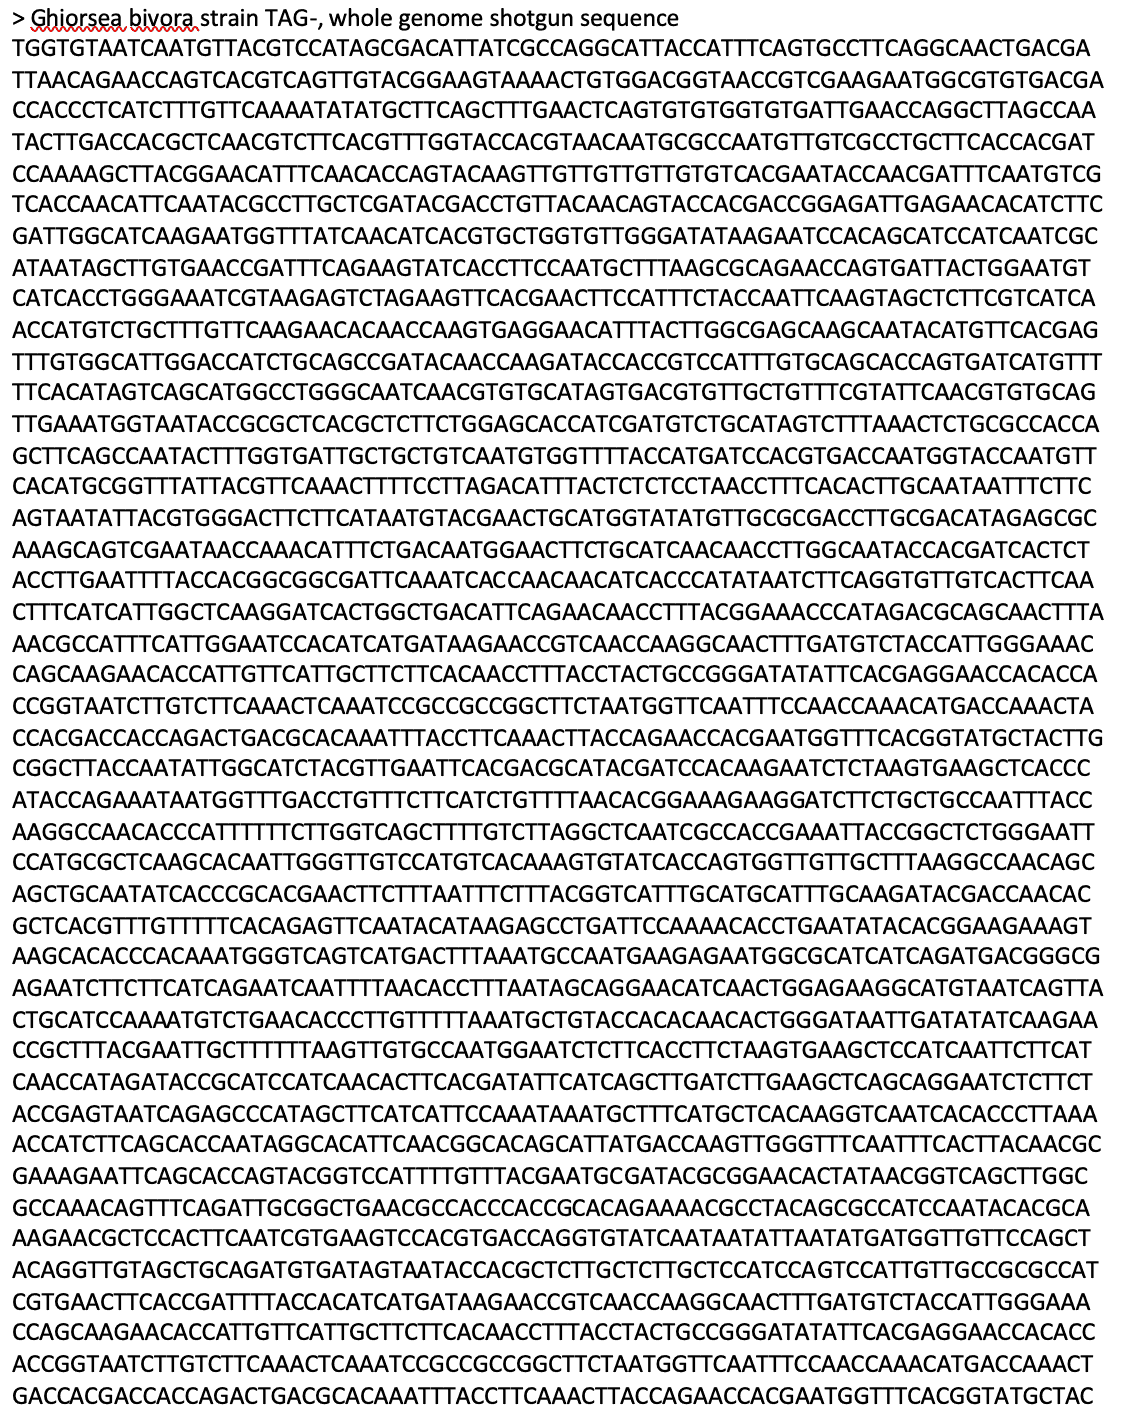 > Ghiorsea bivora strain TAG-, whole genome shotgun sequence
TGGTGTAATCAATGTTACGTCCATAGCGACATTATCGCCAGGCATTACCATTTCAGTGCCTTCAGGCAACTGACGA
TTAACAGAACCAGTCACGTCAGTTGTACGGAAGTAAAACTGTGGACGGTAACCGTCGAAGAATGGCGTGTGACGA
CCACCCTCATCTTTGTTCAAAATATATGCTTCAGCTTTGAACTCAGTGTGTGGTGTGATTGAACCAGGCTTAGCCAA
TACTTGACCACGCTCAACGTCTTCACGTTTGGTACCACGTAACAATGCGCCAATGTTGTCGCCTGCTTCACCACGAT
CCAAAAGCTTACGGAACATTTCAACACCAGTACAAGTTGTTGTTGTTGTGTCACGAATACCAACGATTTCAATGTCG
TCACCAACATTCAATACGCCTTGCTCGATACGACCTGTTACAACAGTACCACGACCGGAGATTGAGAACACATCTTC
GATTGGCATCAAGAATGGTTTATCAACATCACGTGCTGGTGTTGGGATATAAGAATCCACAGCATCCATCAATCGC
ATAATAGCTTGTGAACCGATTTCAGAAGTATCACCTTCCAATGCTTTAAGCGCAGAACCAGTGATTACTGGAATGT
CATCACCTGGGAAATCGTAAGAGTCTAGAAGTTCACGAACTTCCATTTCTACCAATTCAAGTAGCTCTTCGTCATCA
ACCATGTCTGCTTTGTTCAAGAACACAACCAAGTGAGGAACATTTACTTGGCGAGCAAGCAATACATGTTCACGAG
TTTGTGGCATTGGACCATCTGCAGCCGATACAACCAAGATACCACCGTCCATTTGTGCAGCACCAGTGATCATGTTT
TTCACATAGTCAGCATGGCCTGGGCAATCAACGTGTGCATAGTGACGTGTTGCTGTTTCGTATTCAACGTGTGCAG
TTGAAATGGTAATACCGCGCTCACGCTCTTCTGGAGCACCATCGATGTCTGCATAGTCTTTAAACTCTGCGCCACCA
GCTTCAGCCAATACTTTGGTGATTGCTGCTGTCAATGTGGTTTTACCATGATCCACGTGACCAATGGTACCAATGTT
CACATGCGGTTTATTACGTTCAAACTTTTCCTTAGACATTTACTCTCTCCTAACCTTTCACACTTGCAATAATTTCTTC
AGTAATATTACGTGGGACTTCTTCATAATGTACGAACTGCATGGTATATGTTGCGCGACCTTGCGACATAGAGCGC
AAAGCAGTCGAATAACCAAACATTTCTGACAATGGAACTTCTGCATCAACAACCTTGGCAATACCACGATCACTCT
ACCTTGAATTTTACCACGGCGGCGATTCAAATCACCAACAACATCACCCATATAATCTTCAGGTGTTGTCACTTCAA
CTTTCATCATTGGCTCAAGGATCACTGGCTGACATTCAGAACAACCTTTACGGAAACCCATAGACGCAGCAACTTTA
AACGCCATTTCATTGGAATCCACATCATGATAAGAACCGTCAACCAAGGCAACTTTGATGTCTACCATTGGGAAAC
CAGCAAGAACACCATTGTTCATTGCTTCTTCACAACCTTTACCTACTGCCGGGATATATTCACGAGGAACCACACCA
CCGGTAATCTTGTCTTCAAACTCAAATCCGCCGCCGGCTTCTAATGGTTCAATTTCCAACCAAACATGACCAAACTA
CCACGACCACCAGACTGACGCACAAATTTACCTTCAAACTTACCAGAACCACGAATGGTTTCACGGTATGCTACTTG
CGGCTTACCAATATTGGCATCTACGTTGAATTCACGACGCATACGATCCACAAGAATCTCTAAGTGAAGCTCACCC
ATACCAGAAATAATGGTTTGACCTGTTTCTTCATCTGTTTTAACACGGAAAGAAGGATCTTCTGCTGCCAATTTACC
AAGGCCAACACCCATTTTTTCTTGGTCAGCTTTTGTCTTAGGCTCAATCGCCACCGAAATTACCGGCTCTGGGAATT
CCATGCGCTCAAGCACAATTGGGTTGTCCATGTCACAAAGTGTATCACCAGTGGTTGTTGCTTTAAGGCCAACAGC
AGCTGCAATATCACCCGCACGAACTTCTTTAATTTCTTTACGGTCATTTGCATGCATTTGCAAGATACGACCAACAC
GCTCACGTTTGTTTTTCACAGAGTTCAATACATAAGAGCCTGATTCCAAAACACCTGAATATACACGGAAGAAAGT
AAGCACACCCACAAATGGGTCAGTCATGACTTTAAATGCCAATGAAGAGAATGGCGCATCATCAGATGACGGGCG
AGAATCTTCTTCATCAGAATCAATTTTAACACCTTTAATAGCAGGAACATCAACTGGAGAAGGCATGTAATCAGTTA
CTGCATCCAAAATGTCTGAACACCCTTGTTTTTAAATGCTGTACCACACAACACTGGGATAATTGATATATCAAGAA
CCGCTTTACGAATTGCTTTTTTAAGTTGTGCCAATGGAATCTCTTCACCTTCTAAGTGAAGCTCCATCAATTCTTCAT
CAACCATAGATACCGCATCCATCAACACTTCACGATATTCATCAGCTTGATCTTGAAGCTCAGCAGGAATCTCTTCT
ACCGAGTAATCAGAGCCCATAGCTTCATCATTCCAAATAAATGCTTTCATGCTCACAAGGTCAATCACACCCTTAAA
ACCATCTTCAGCACCAATAGGCACATTCAACGGCACAGCATTATGACCAAGTTGGGTTTCAATTTCACTTACAACGC
GAAAGAATTCAGCACCAGTACGGTCCATTTTGTTTACGAATGCGATACGCGGAACACTATAACGGTCAGCTTGGC
GCCAAACAGTTTCAGATTGCGGCTGAACGCCACCCACCGCACAGAAAACGCCTACAGCGCCATCCAATACACGCA
AAGAACGCTCCACTTCAATCGTGAAGTCCACGTGACCAGGTGTATCAATAATATTAATATGATGGTTGTTCCAGCT
ACAGGTTGTAGCTGCAGATGTGATAGTAATACCACGCTCTTGCTCTTGCTCCATCCAGTCCATTGTTGCCGCGCCAT
CGTGAACTTCACCGATTTTACCACATCATGATAAGAACCGTCAACCAAGGCAACTTTGATGTCTACCATTGGGAAA
CCAGCAAGAACACCATTGTTCATTGCTTCTTCACAACCTTTACCTACTGCCGGGATATATTCACGAGGAACCACACC
ACCGGTAATCTTGTCTTCAAACTCAAATCCGCCGCCGGCTTCTAATGGTTCAATTTCCAACCAAACATGACCAAACT
GACCACGACCACCAGACTGACGCACAAATTTACCTTCAAACTTACCAGAACCACGAATGGTTTCACGGTATGCTAC